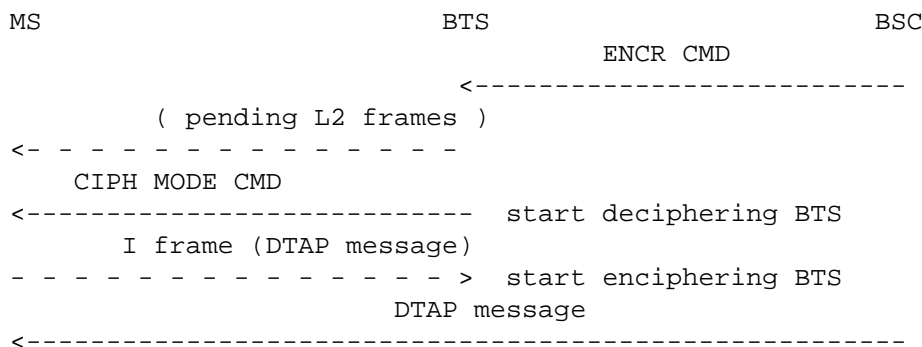 MS BTS BSC
ENCR CMD
<---------------------------
( pending L2 frames )
<- - - - - - - - - - - - - -
CIPH MODE CMD
<---------------------------- start deciphering BTS
I frame (DTAP message)
- - - - - - - - - - - - - - > start enciphering BTS
DTAP message
<--------------------------------------------------------